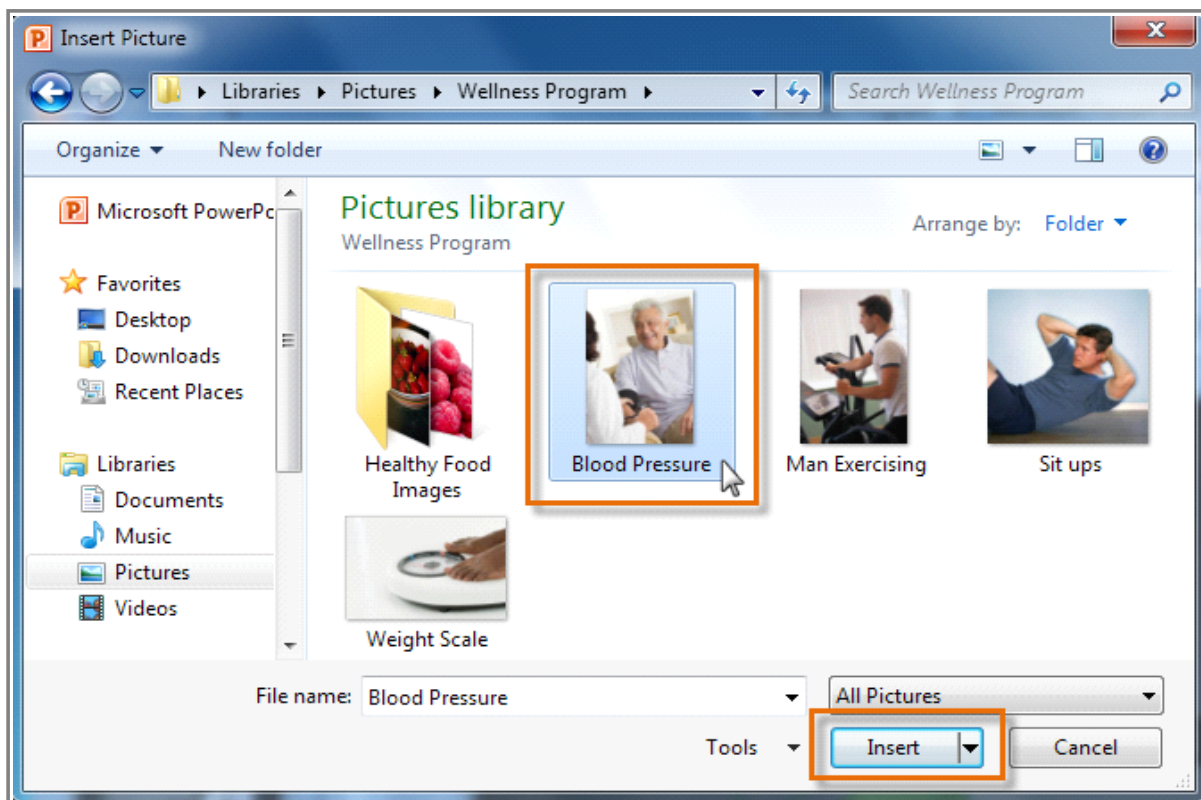 Insert Picture
Libraries Pictures Wellness Program
Search Wellness Program
Organize New folder
Microsoft PowerPc
Favorites
Desktop
Downloads
Recent Places
Libraries
Documents
Music
Pictures
Videos
Pictures library
Wellness Program
Arrange by: Folder
Healthy Food
Images
Blood Pressure
Man Exercising
Sit ups
Weight Scale
File name: Blood Pressure
All Pictures
Tools
Insert
Cancel